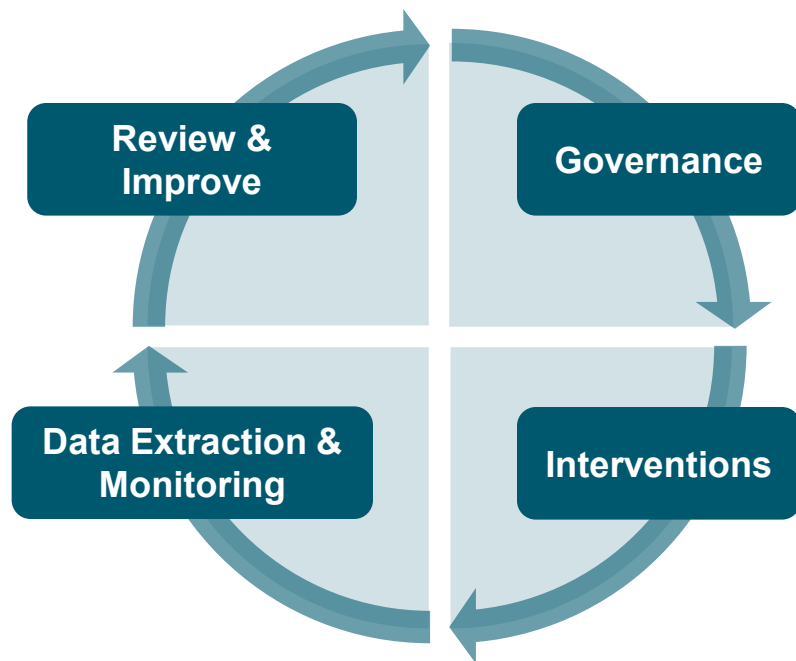 Review &
Improve
Governance
Data Extraction &
Monitoring
Interventions